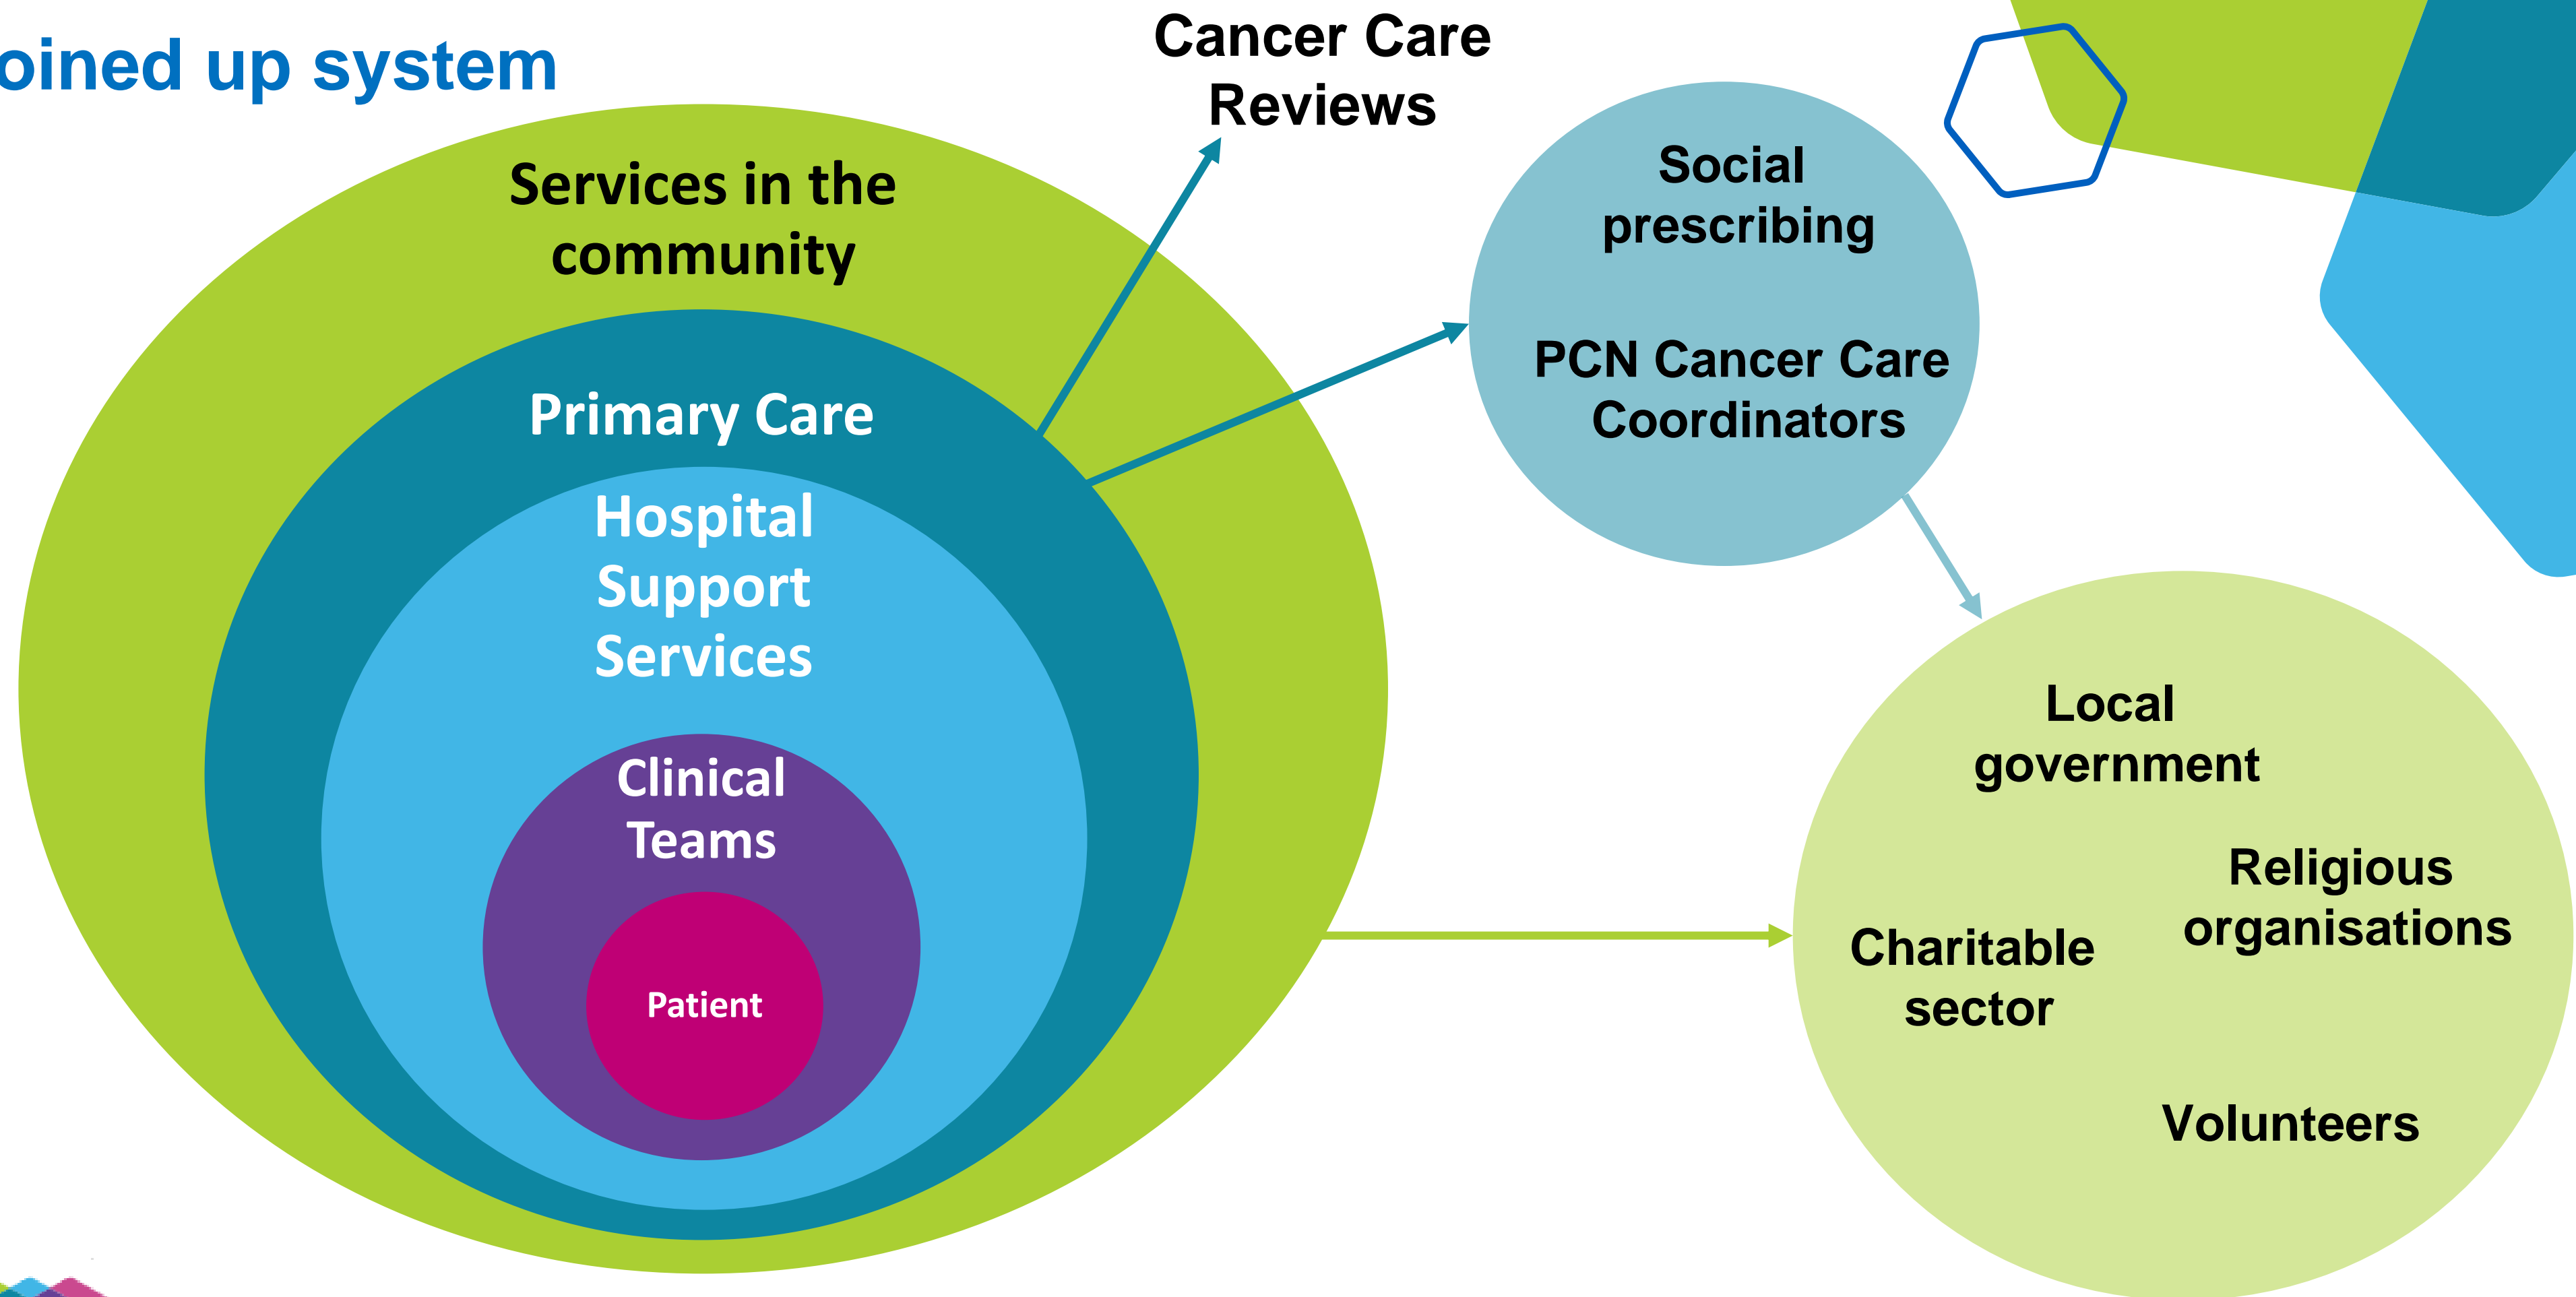 oined up system
Cancer Care
Reviews
Services in the
community
Primary Care
Hospital
Support
Services
Clinical
Teams
Patient
Social
prescribing
PCN Cancer Care
Coordinators
Local
government
Religious
organisations
Charitable
sector
Volunteers